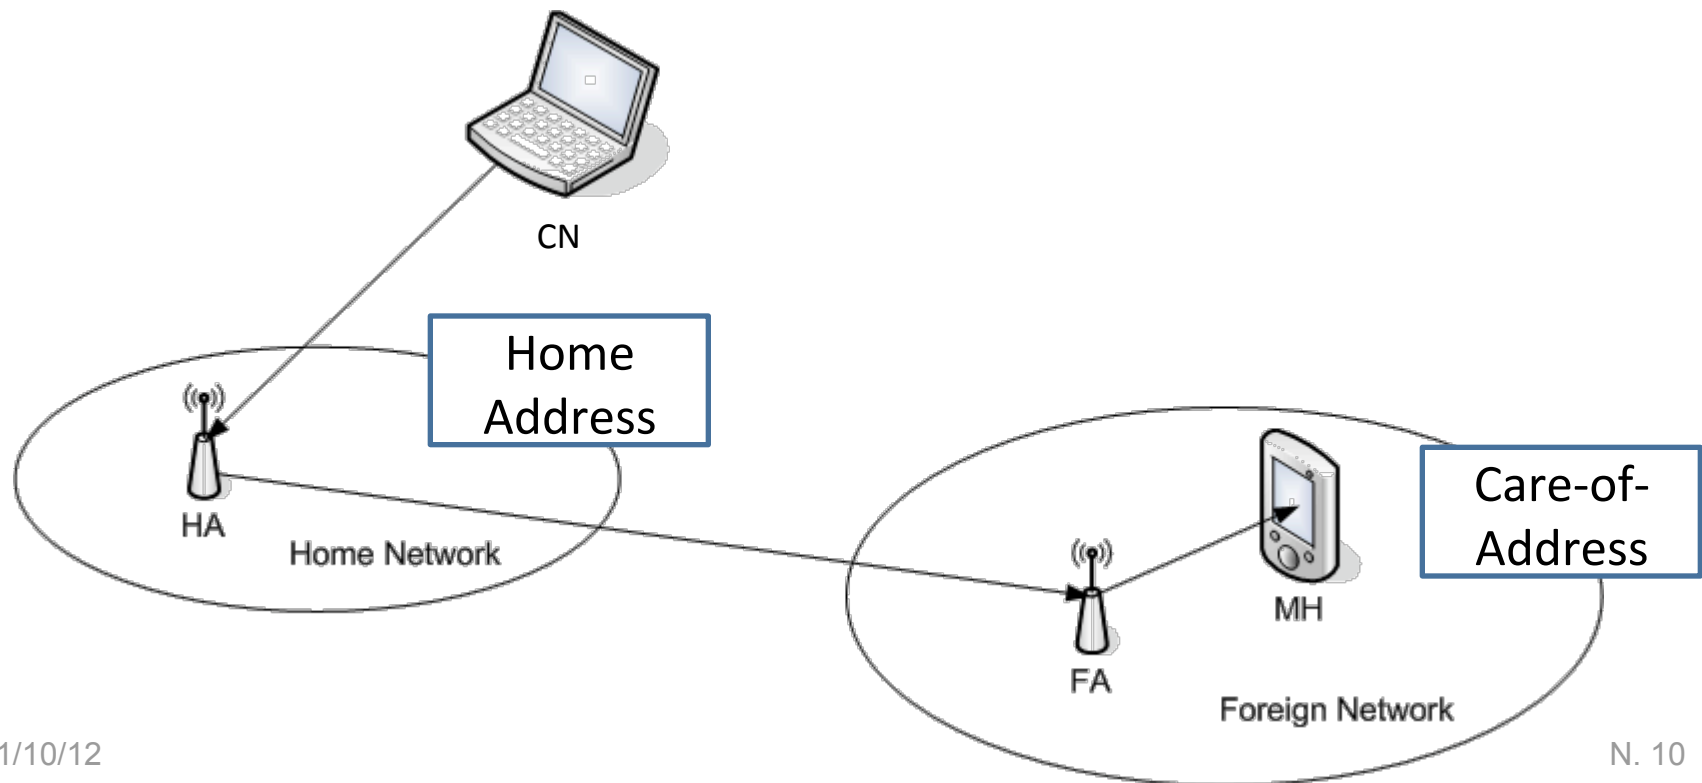 CN
Home
Address
HA
Home Network
Care-of-
Address
MH
FA
Foreign Network
1/10/12
N. 10